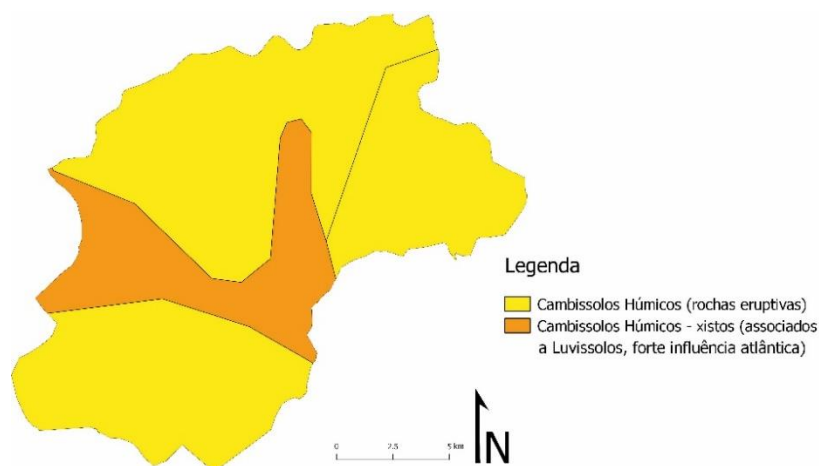 Legenda
Cambissolos Húmicos (rochas eruptivas)
Cambissolos Húmicos - xistos (associados
a Luvissolos, forte influência atlântica)
0 2.5 5 km
N